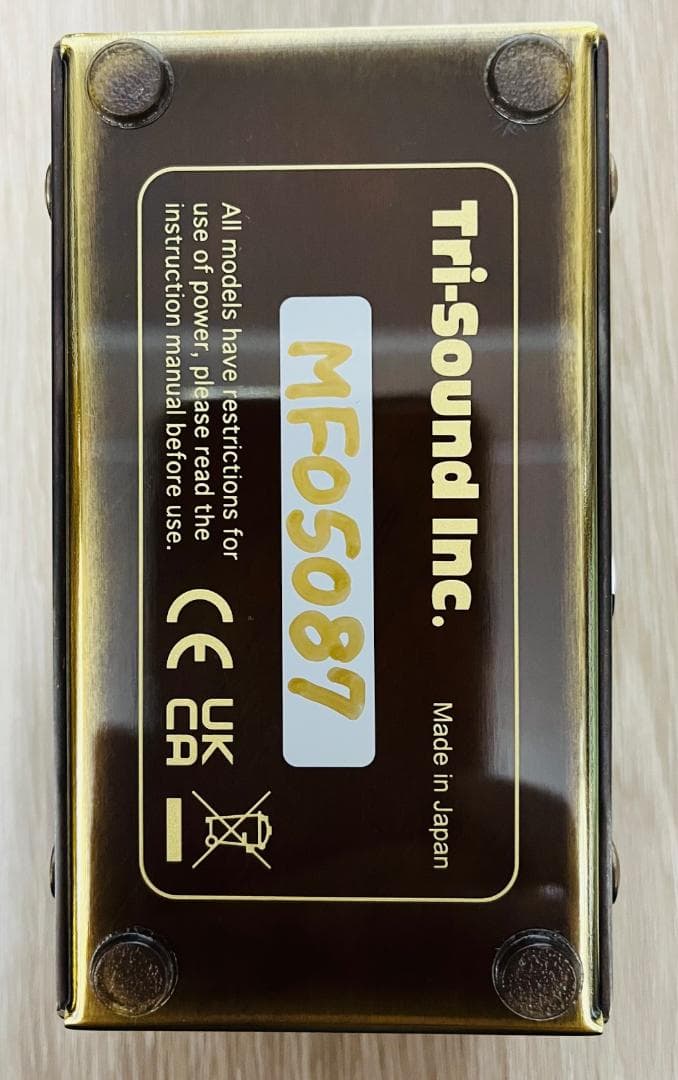 Tri-Sound Inc.
Made in Japan
MF05087
All models have restrictions for
use of power, please read the
instruction manual before use.
CE
UK
CA